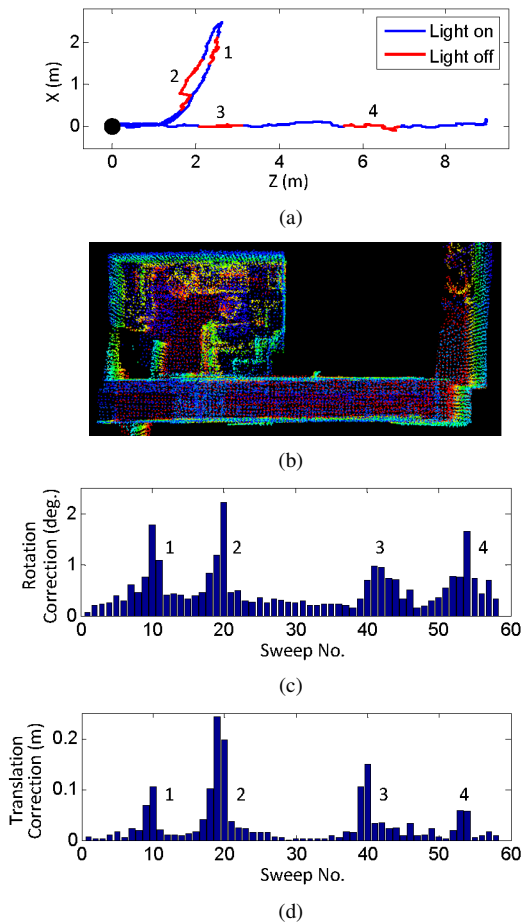 X (m)
2
1
0
Light on
Light off
1
2
3
4
0 2 4 6 8
Z (m)
(a)
(b)
Rotation
Correction (deg.)
2
1
0
1 2 3 4
0 10 20 30 40 50 60
Sweep No.
(c)
Translation
Correction (m)
0.2
0.1
0
1 2 3 4
0 10 20 30 40 50 60
Sweep No.
(d)